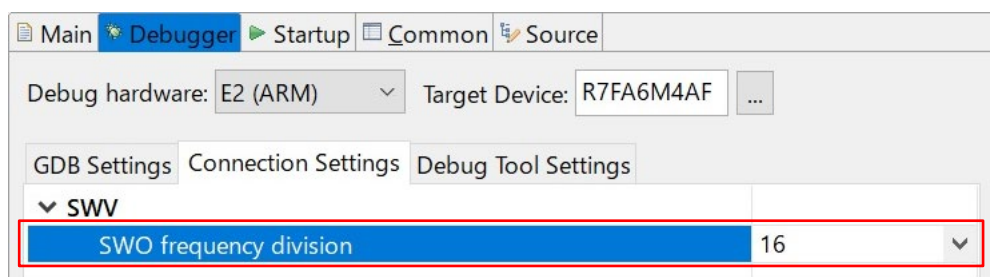 Main Debugger Startup Common Source
Debug hardware: E2 (ARM) Target Device: R7FA6M4AF ...
GDB Settings Connection Settings Debug Tool Settings
SWV
SWO frequency division 16